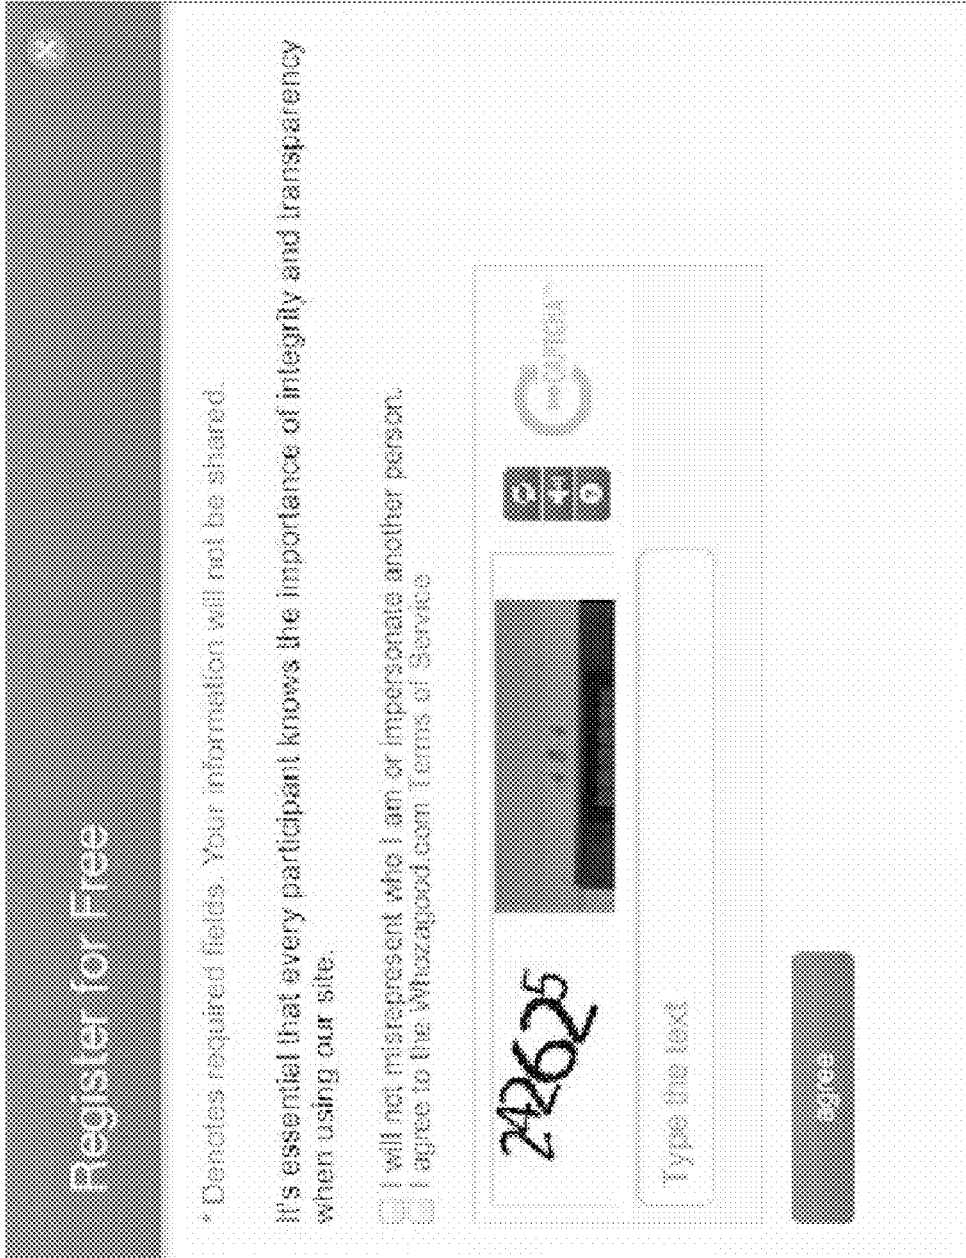 Register for Free
* Denotes required fields. Your information will not be shared.
It's essential that every participant knows the importance of integrity and transparency
when using our site.
I will not misrepresent who I am or impersonate another person.
I agree to the Whozagood.com Terms of Service
242625
Type the text
agree